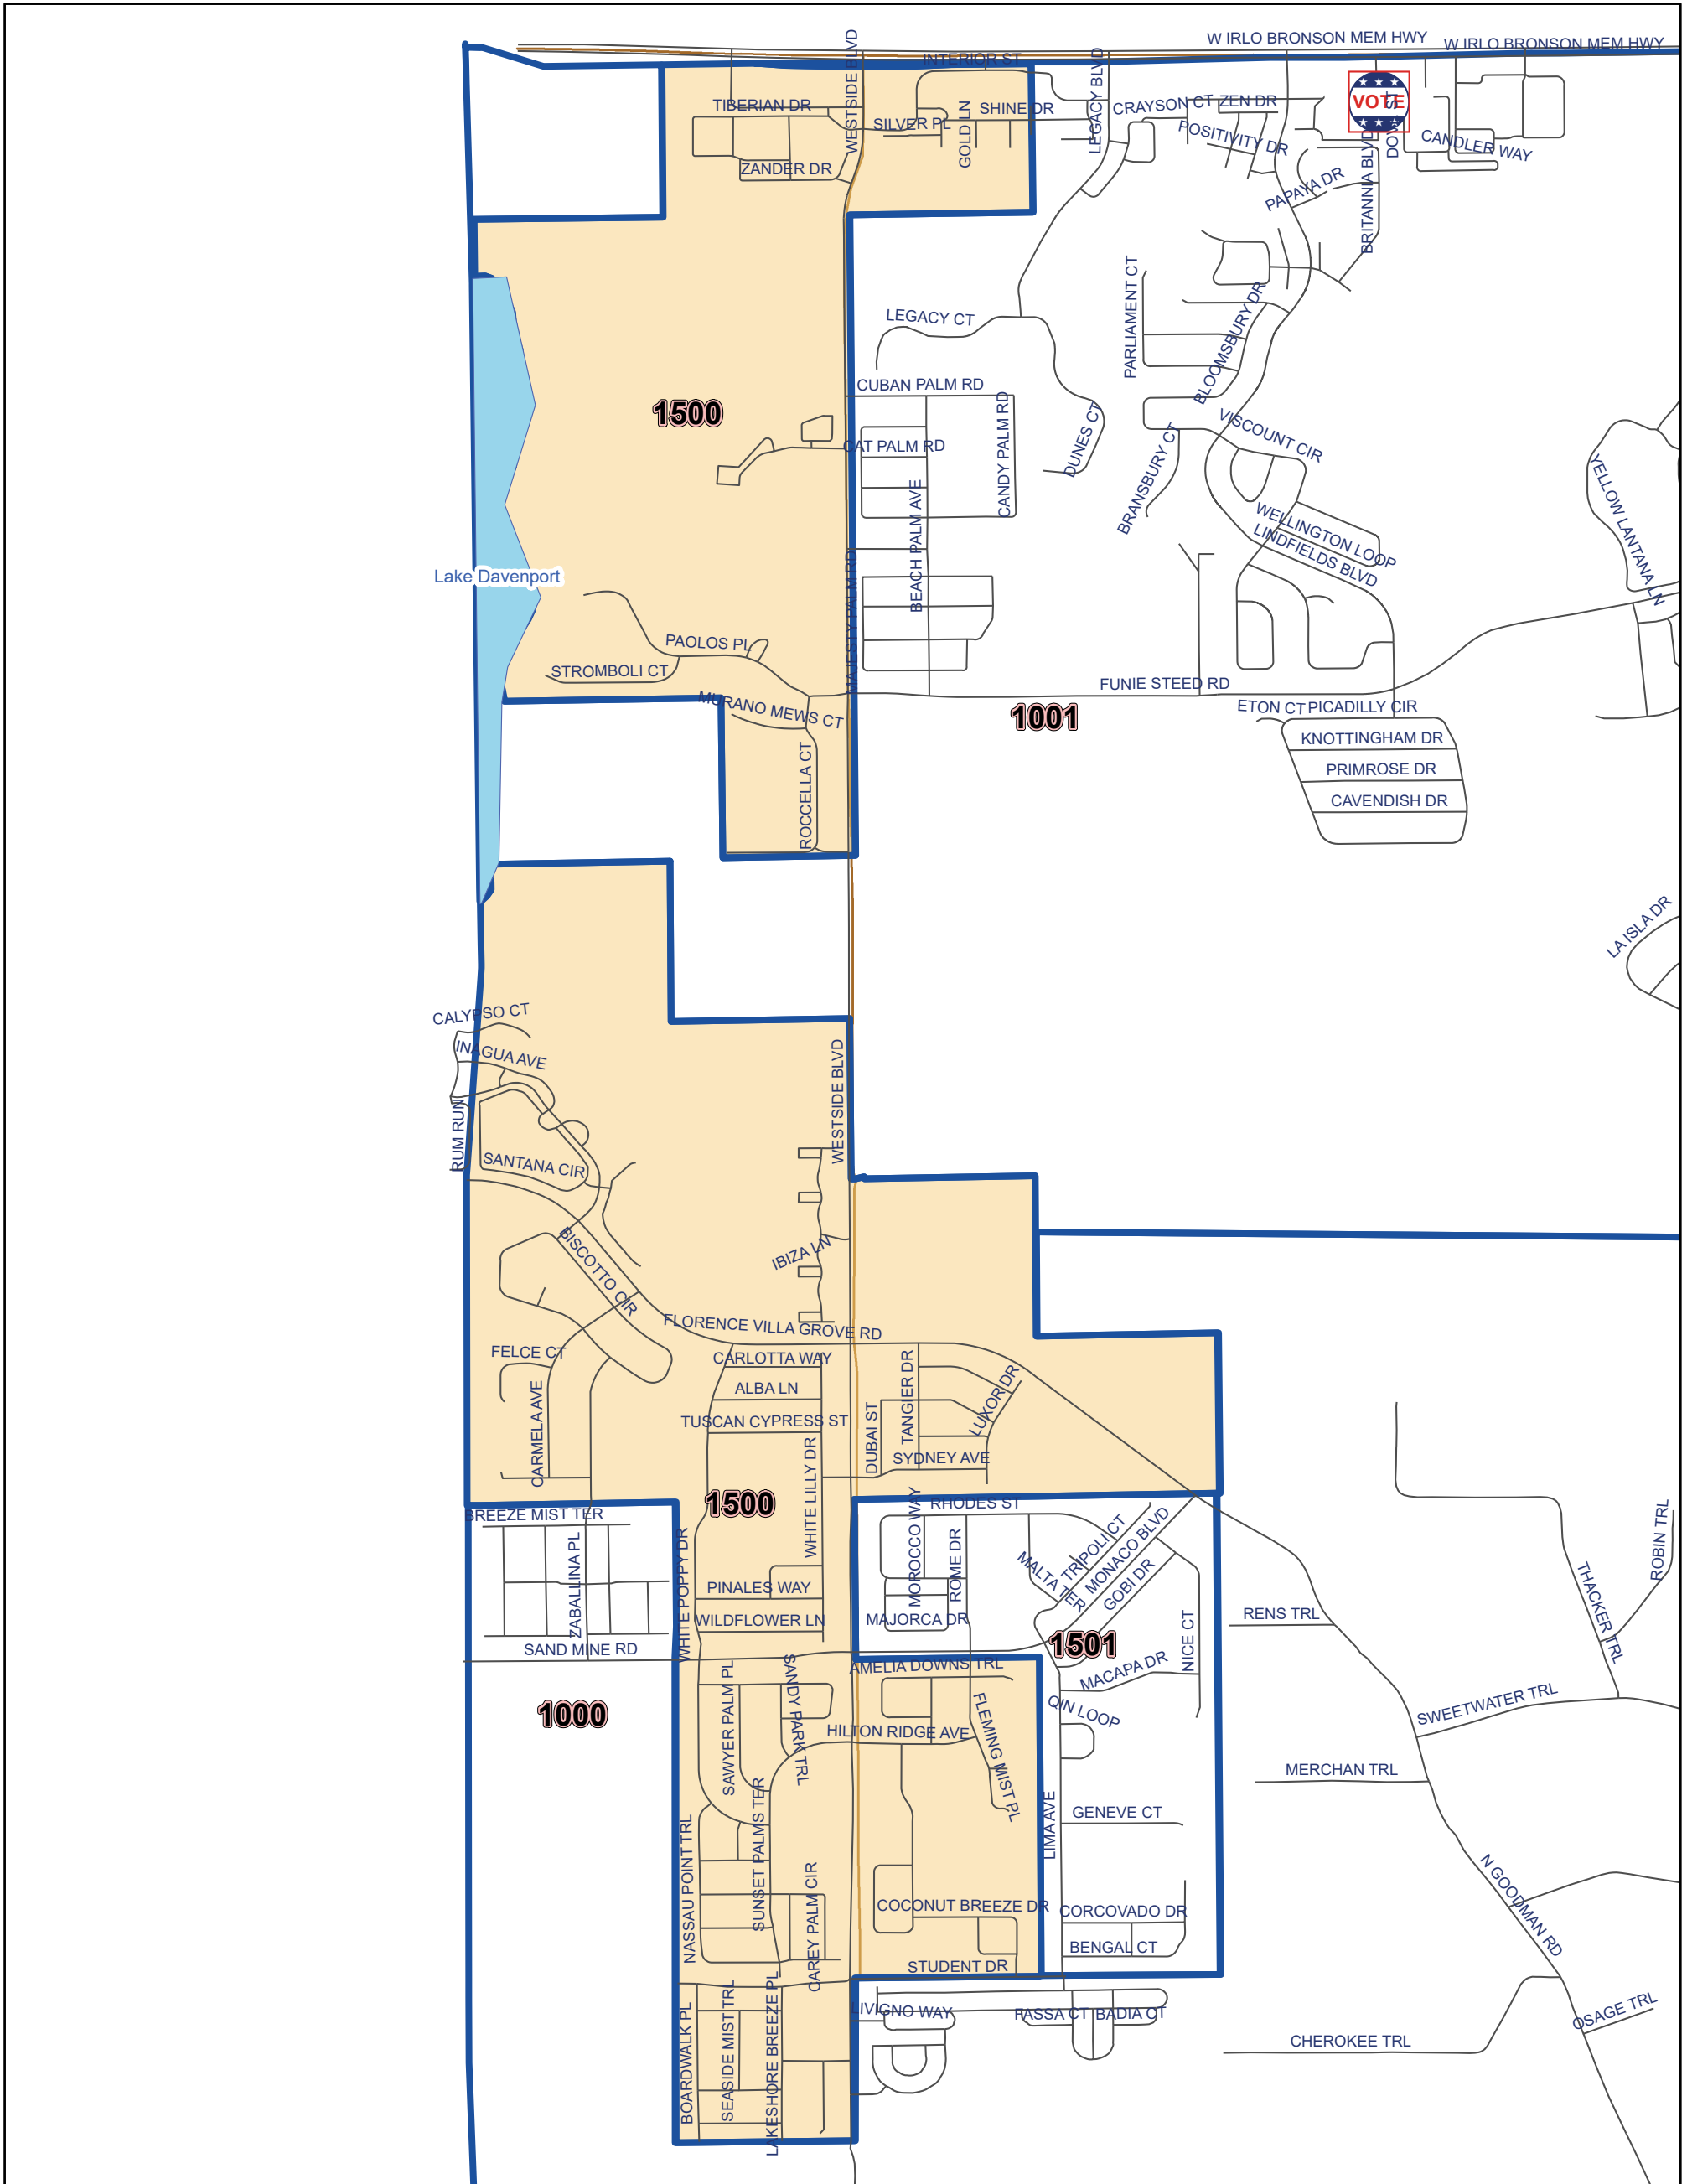 W IRLO BRONSON MEM HWY
W IRLO BRONSON MEM HWY
INTERIOR ST
WESTSIDE BLVD
LEGACY BLVD
TIBERIAN DR
SILVER PL
GOLD LN
SHINE DR
CRAYSON CT
ZEN DR
VOTE
POSITIVITY DR
CANDLER WAY
ZANDER DR
PAPAYA DR
BRITANNIA BLVD
PARLIAMENT CT
LEGACY CT
BLOOMSBURY DR
CUBAN PALM RD
1500
CANDY PALM RD
DUNES CT
VISCOUNT CIR
CAT PALM RD
BRANSBURY CT
YELLOW LANTANA LN
BEACH PALM AVE
WELLINGTON LOOP
LINDFIELDS BLVD
Lake Davenport
MAJESTY PALM RD
PAOLOS PL
STROMBOLI CT
FUNIE STEED RD
MURANO MEWS CT
1001
ETON CT
PICADILLY CIR
KNOTTINGHAM DR
PRIMROSE DR
ROCCELLA CT
CAVENDISH DR
LA ISLA DR
CALYPSO CT
INAGUA AVE
WESTSIDE BLVD
RUM RUN
SANTANA CIR
IBIZA LN
BISCOTTO CIR
FLORENCE VILLA GROVE RD
FELCE CT
CARLOTTA WAY
ALBA LN
TANGIER DR
LUXOR DR
CARMELA AVE
TUSCAN CYPRESS ST
DUBAI ST
SYDNEY AVE
WHITE LILLY DR
1500
BREEZE MIST TER
RHODES ST
MOROCCO WAY
ROME DR
TRIPOLI CT
MONACO BLVD
MALTA TER
GOBI DR
ROBIN TRL
THACKER TRL
ZABALLINA PL
WHITE POPPY DR
PINALES WAY
WILDFLOWER LN
MAJORCA DR
RENS TRL
NICE CT
1501
SAND MINE RD
AMELIA DOWNS TRL
MACAPA DR
SAWYER PALM PL
SANDY PARK TRL
1000
QIN LOOP
SWEETWATER TRL
HILTON RIDGE AVE
FLEMING MIST PL
MERCHAN TRL
GENEVE CT
LIMA AVE
NASSAU POINT TRL
SUNSET PALMS TER
CAREY PALM CIR
COCONUT BREEZE DR
CORCOVADO DR
N GOODMAN RD
BENGAL CT
STUDENT DR
BOARDWALK PL
SEASIDE MIST TRL
LAKESHORE BREEZE PL
LIVIGNO WAY
FASSA CT
BADIA CT
OSAGE TRL
CHEROKEE TRL